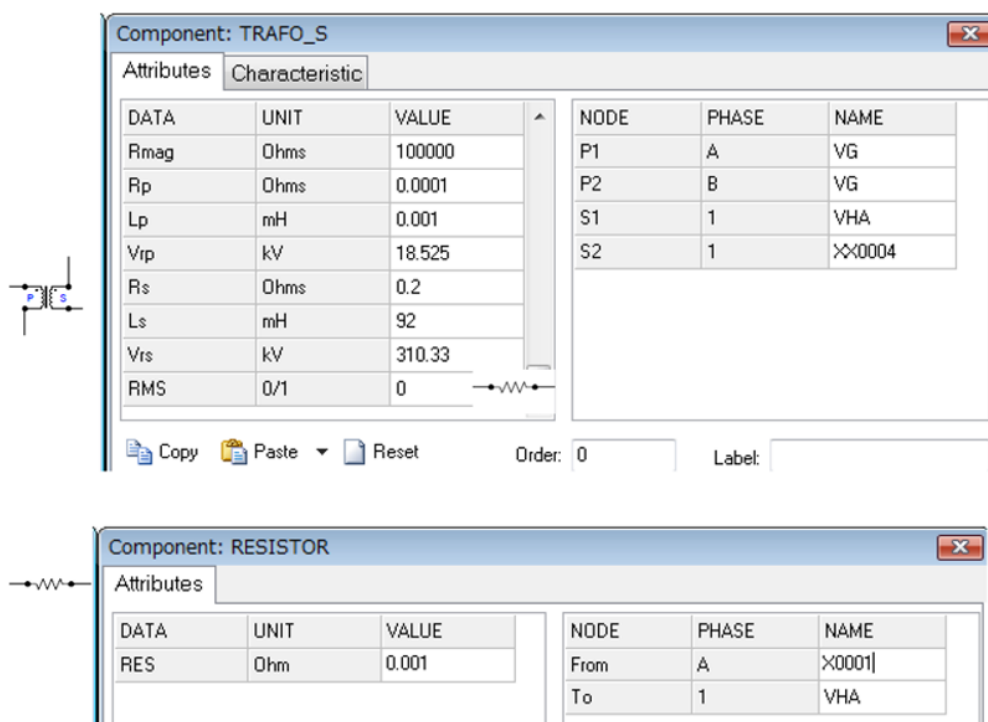 Component: TRAFO_S
Attributes Characteristic
DATA UNIT VALUE NODE PHASE NAME
Rmag Ohms 100000 P1 A VG
Rp Ohms 0.0001 P2 B VG
Lp mH 0.001 S1 1 VHA
Vrp kV 18.525 S2 1 XX0004
P S Rs Ohms 0.2
Ls mH 92
Vrs kV 310.33
RMS 0/1 0
Copy Paste Reset Order: 0 Label:
Component: RESISTOR
Attributes
DATA UNIT VALUE NODE PHASE NAME
RES Ohm 0.001 From A X0001
To 1 VHA